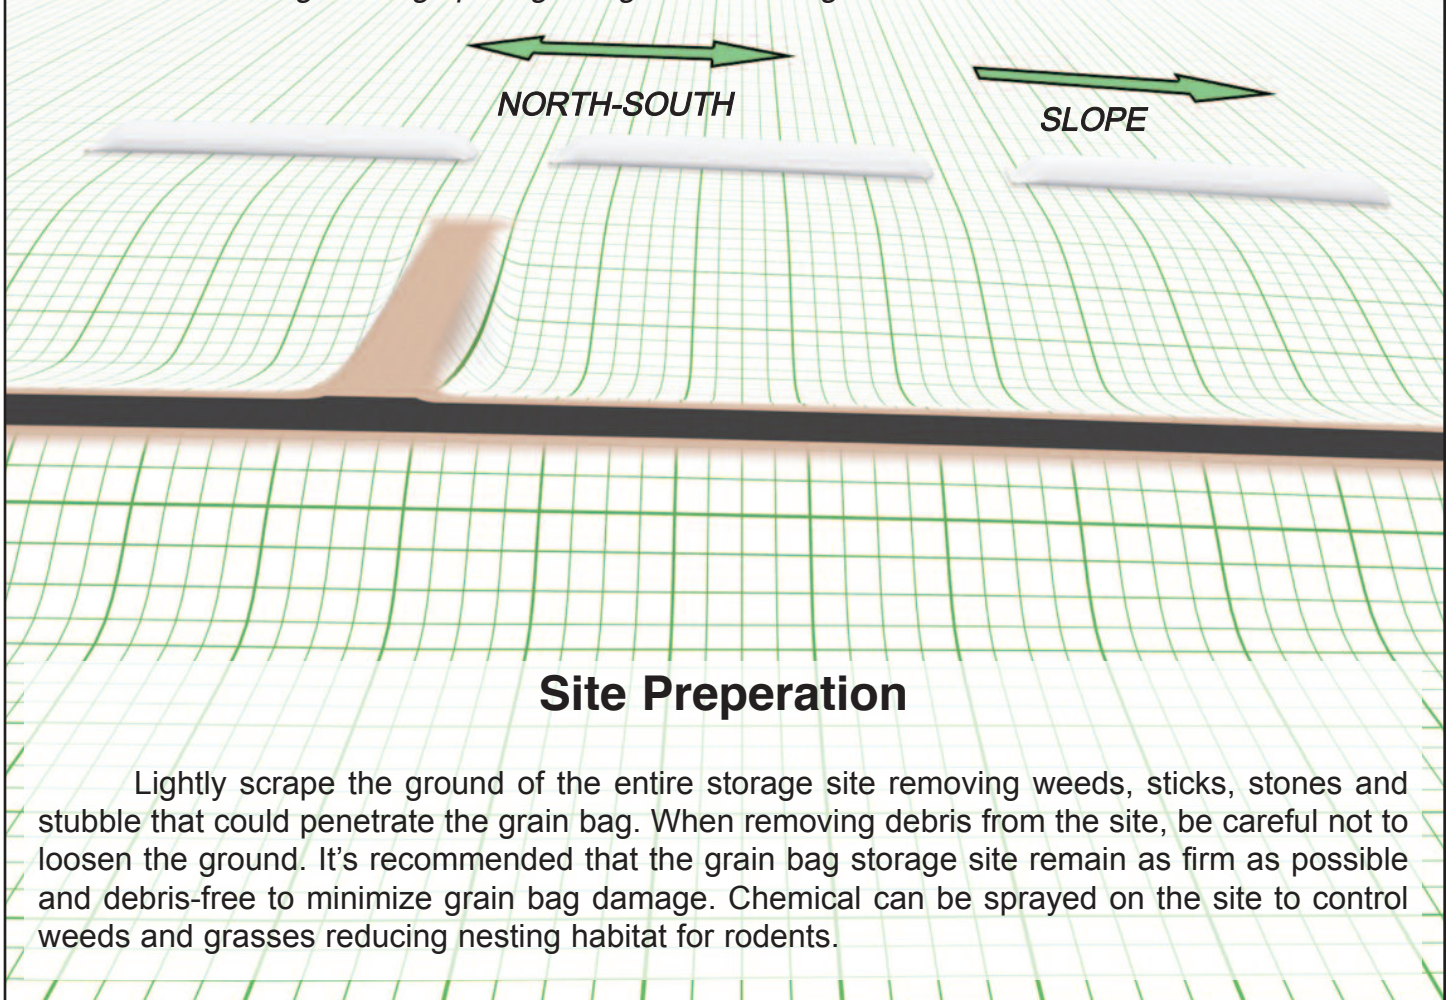 NORTH-SOUTH
SLOPE
Site Preperation
Lightly scrape the ground of the entire storage site removing weeds, sticks, stones and
stubble that could penetrate the grain bag. When removing debris from the site, be careful not to
loosen the ground. It's recommended that the grain bag storage site remain as firm as possible
and debris-free to minimize grain bag damage. Chemical can be sprayed on the site to control
weeds and grasses reducing nesting habitat for rodents.